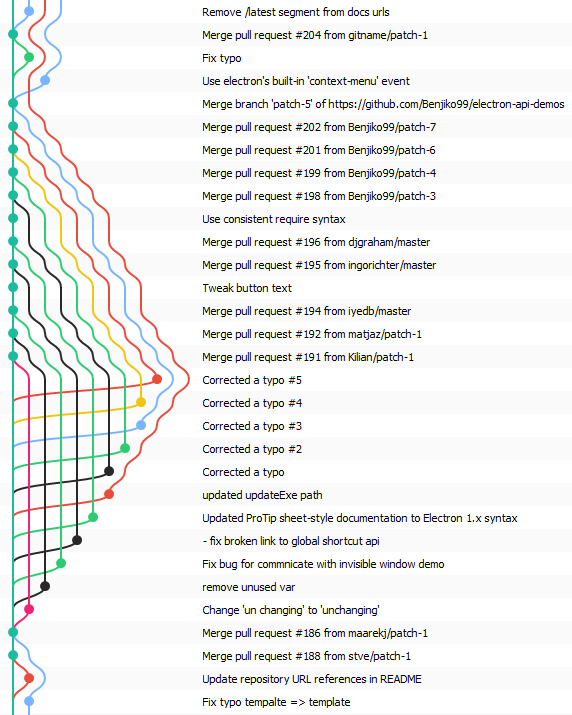 Remove /latest segment from docs urls
Merge pull request #204 from gitname/patch-1
Fix typo
Use electron's built-in 'context-menu' event
Merge branch 'patch-5' of https://github.com/Benjiko99/electron-api-demos
Merge pull request #202 from Benjiko99/patch-7
Merge pull request #201 from Benjiko99/patch-6
Merge pull request #199 from Benjiko99/patch-4
Merge pull request #198 from Benjiko99/patch-3
Use consistent require syntax
Merge pull request #196 from djgraham/master
Merge pull request #195 from ingorichter/master
Tweak button text
Merge pull request #194 from iyedb/master
Merge pull request #192 from matjaz/patch-1
Merge pull request #191 from Kilian/patch-1
Corrected a typo #5
Corrected a typo #4
Corrected a typo #3
Corrected a typo #2
Corrected a typo
updated updateExe path
Updated ProTip sheet-style documentation to Electron 1.x syntax
- fix broken link to global shortcut api
Fix bug for commnicate with invisible window demo
remove unused var
Change 'un changing' to 'unchanging'
Merge pull request #186 from maarekj/patch-1
Merge pull request #188 from stve/patch-1
Update repository URL references in README
Fix typo tempalte => template